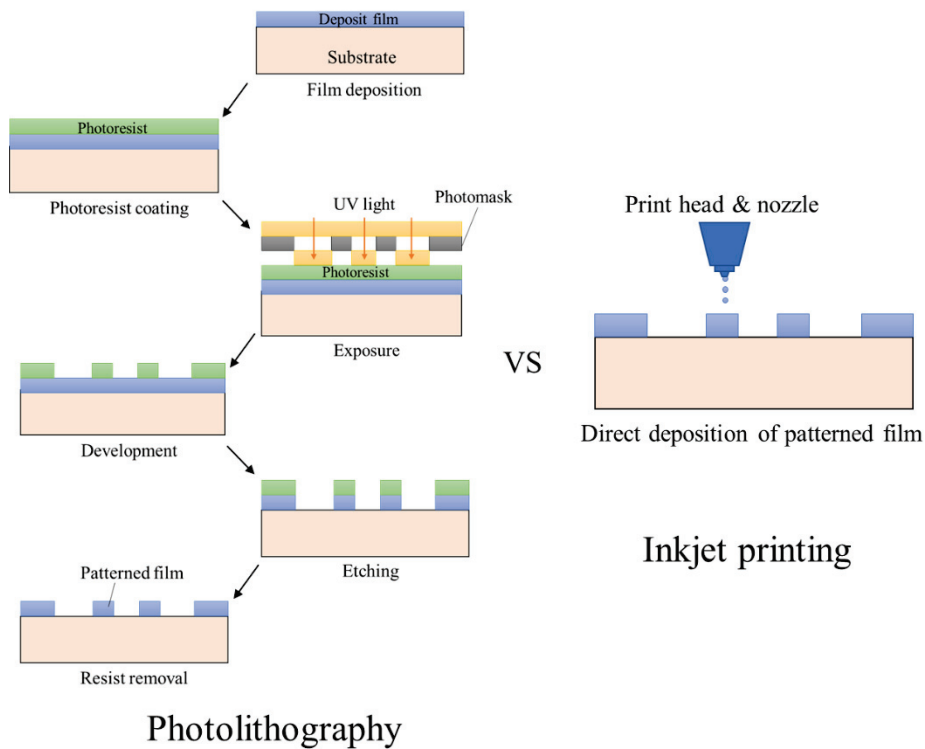 Deposit film
Substrate
Film deposition
Photoresist
Photoresist coating
UV light
Photomask
Photoresist
Exposure
Development
Etching
Patterned film
Resist removal
Photolithography
VS
Print head & nozzle
Direct deposition of patterned film
Inkjet printing